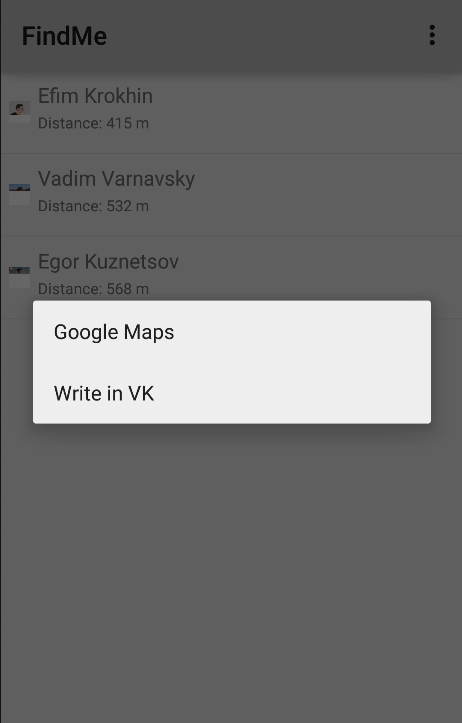 FindMe
Efim Krokhin
Distance: 415 m
Vadim Varnavsky
Distance: 532 m
Egor Kuznetsov
Distance: 568 m
Google Maps
Write in VK